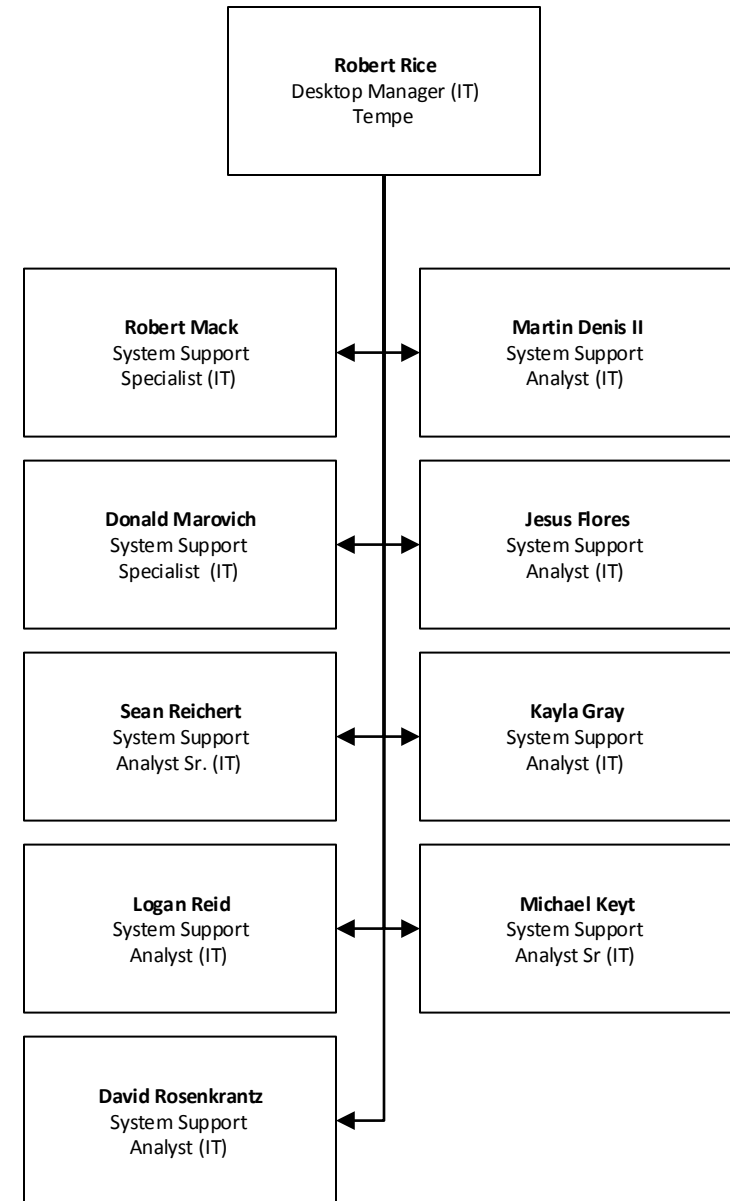 Robert Rice
Desktop Manager (IT)
Tempe
Robert Mack
System Support
Specialist (IT)
Martin Denis II
System Support
Analyst (IT)
Donald Marovich
System Support
Specialist (IT)
Jesus Flores
System Support
Analyst (IT)
Sean Reichert
System Support
Analyst Sr. (IT)
Kayla Gray
System Support
Analyst (IT)
Logan Reid
System Support
Analyst (IT)
Michael Keyt
System Support
Analyst Sr (IT)
David Rosenkrantz
System Support
Analyst (IT)